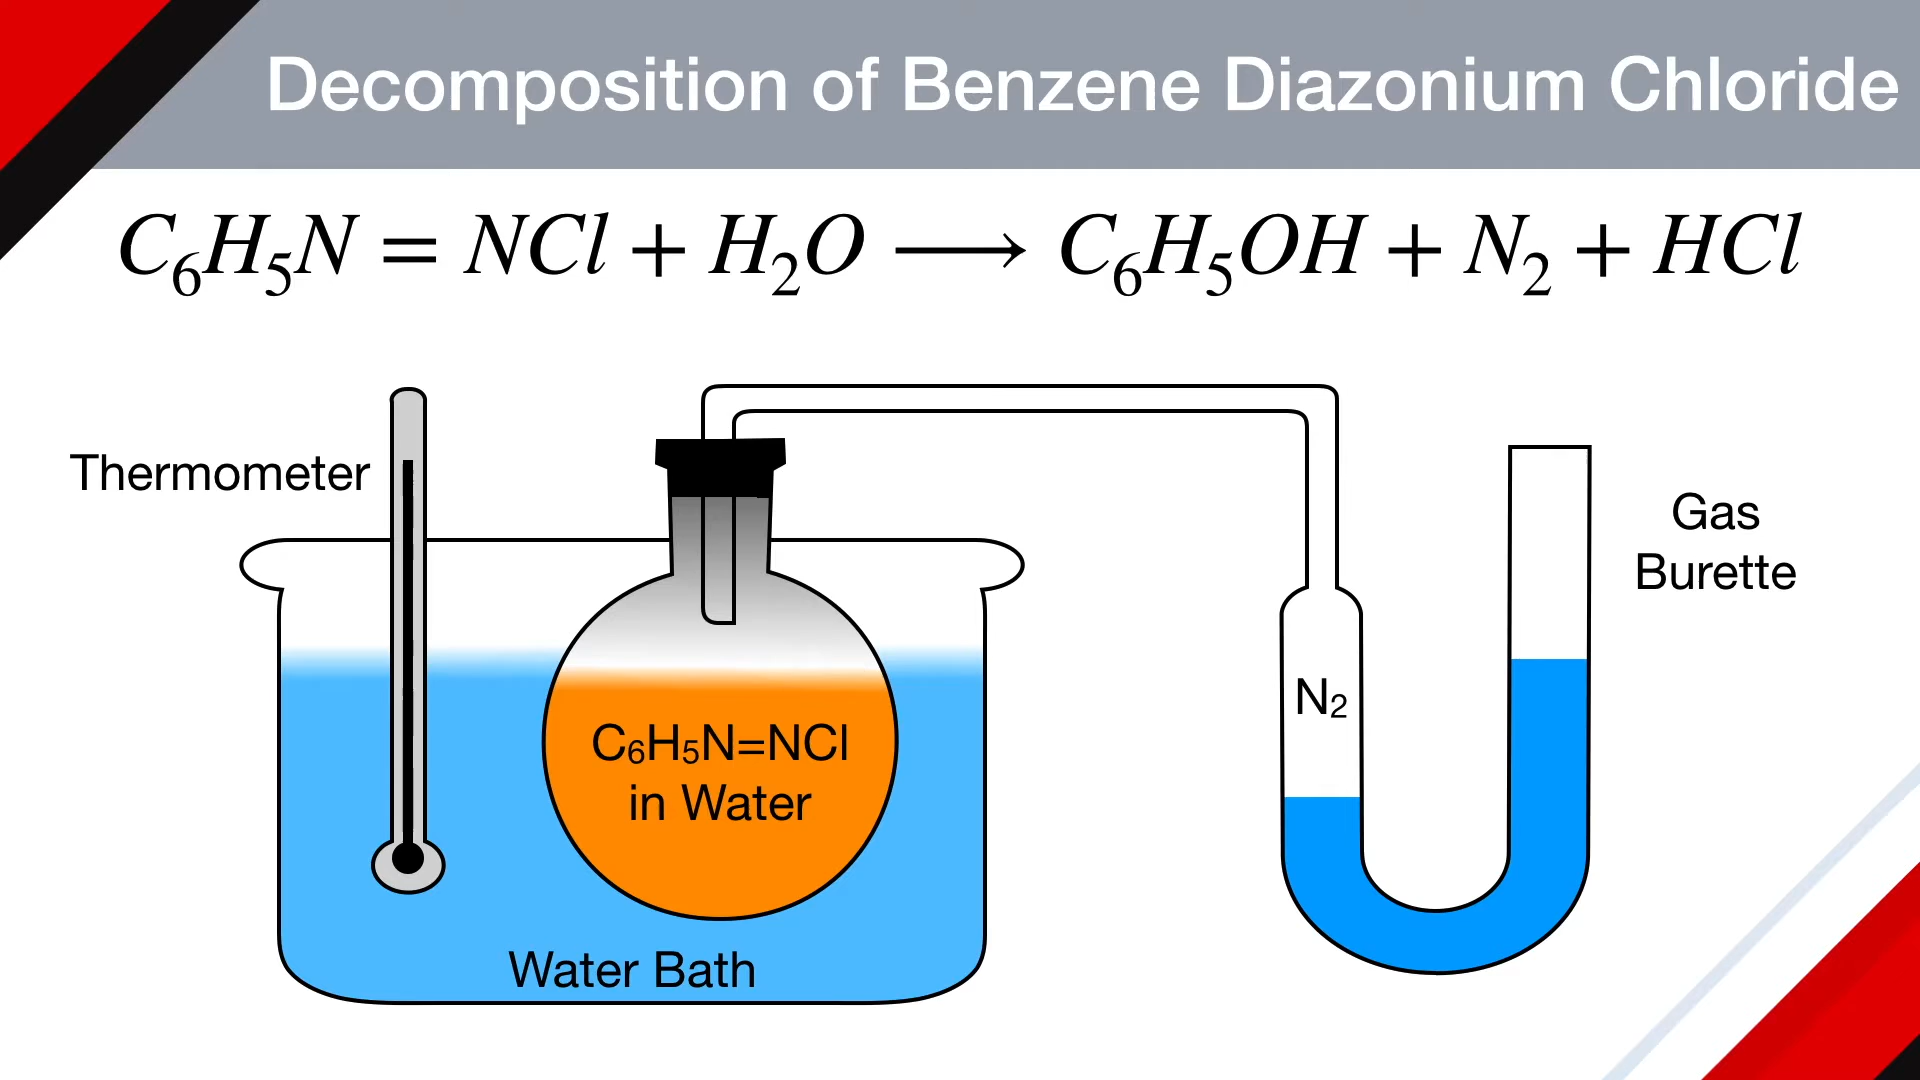 Decomposition of Benzene Diazonium Chloride
C₆H₅N = NCl + H₂O ⟶ C₆H₅OH + N₂ + HCl
Thermometer
Gas
Burette
N₂
C₆H₅N=NCl
in Water
Water Bath